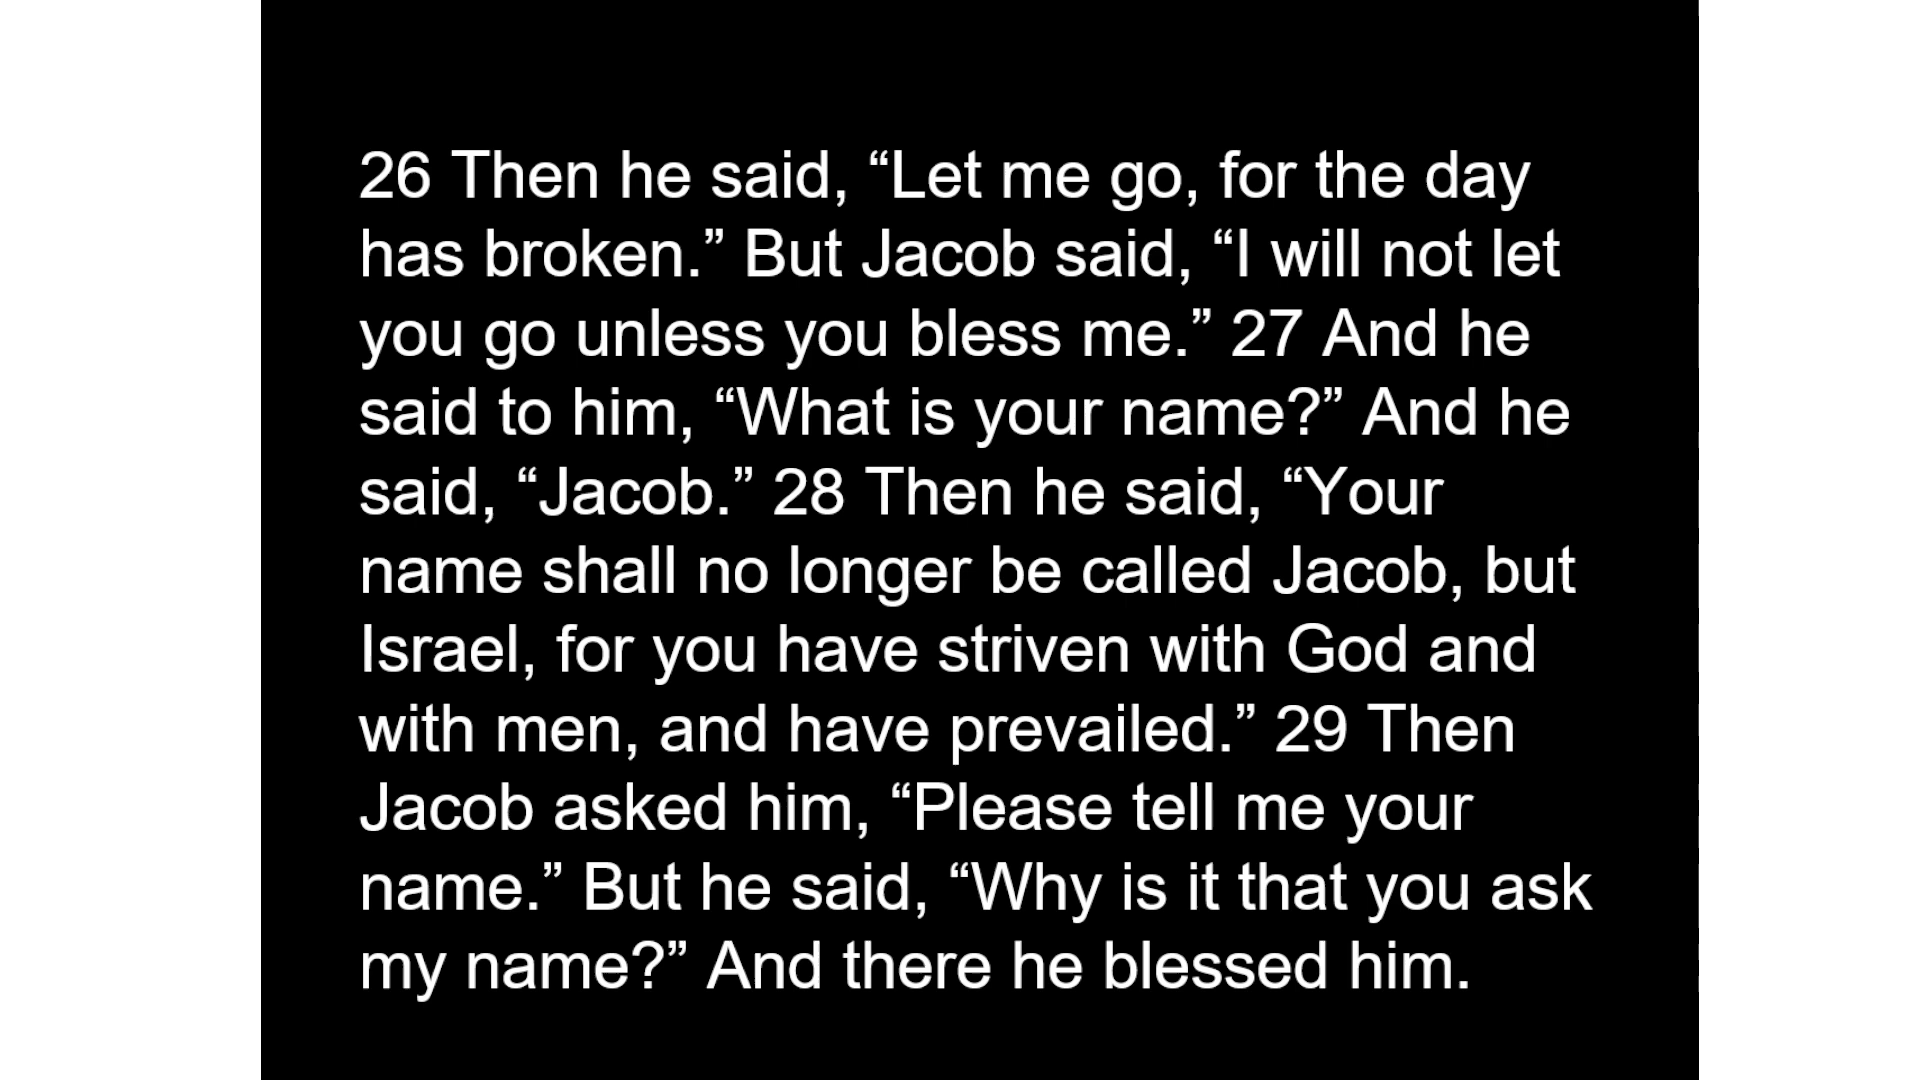 26 Then he said, “Let me go, for the day
has broken.” But Jacob said, “I will not let
you go unless you bless me.” 27 And he
said to him, “What is your name?” And he
said, “Jacob.” 28 Then he said, “Your
name shall no longer be called Jacob, but
Israel, for you have striven with God and
with men, and have prevailed.” 29 Then
Jacob asked him, “Please tell me your
name.” But he said, “Why is it that you ask
my name?” And there he blessed him.